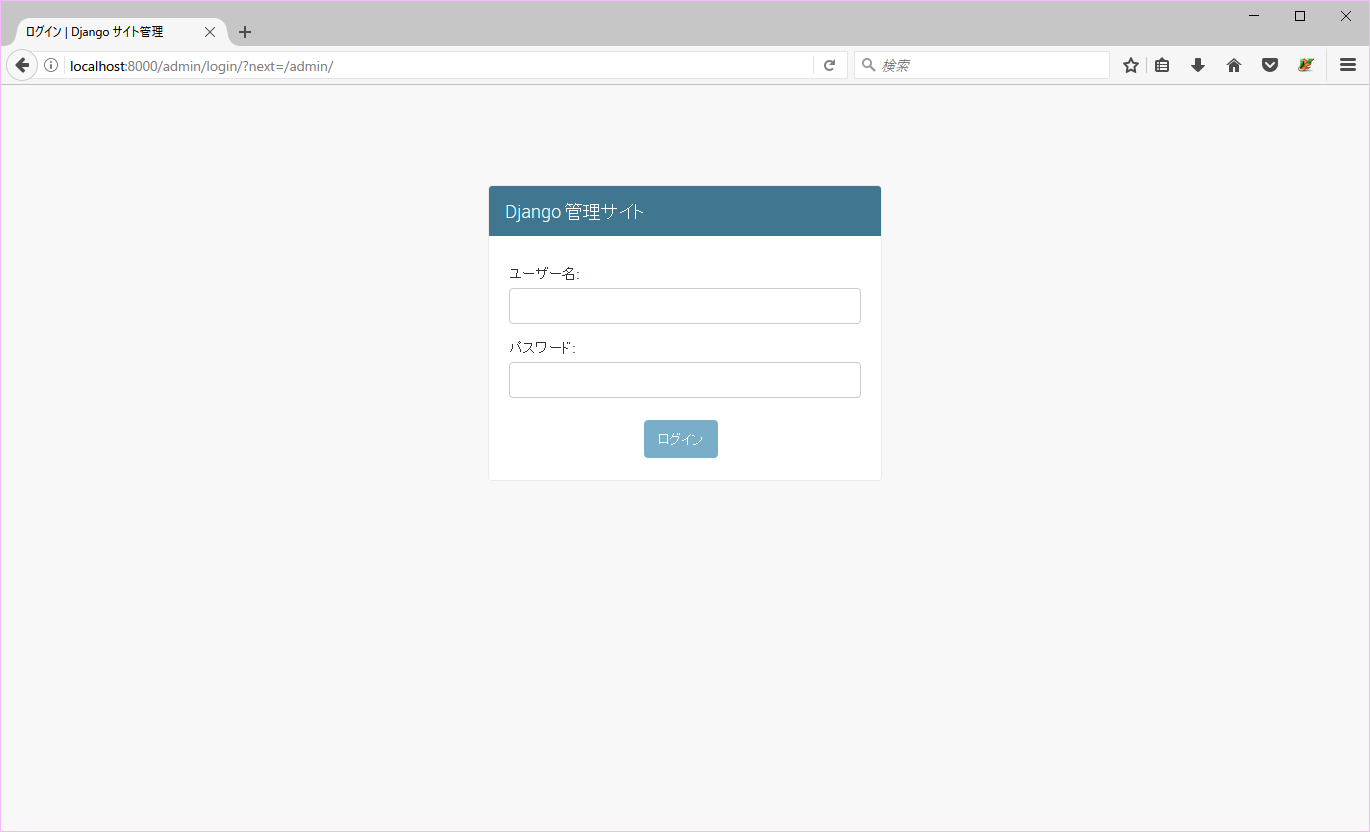 ログイン | Django サイト管理
localhost:8000/admin/login/?next=/admin/
検索
Django 管理サイト
ユーザー名:
パスワード:
ログイン